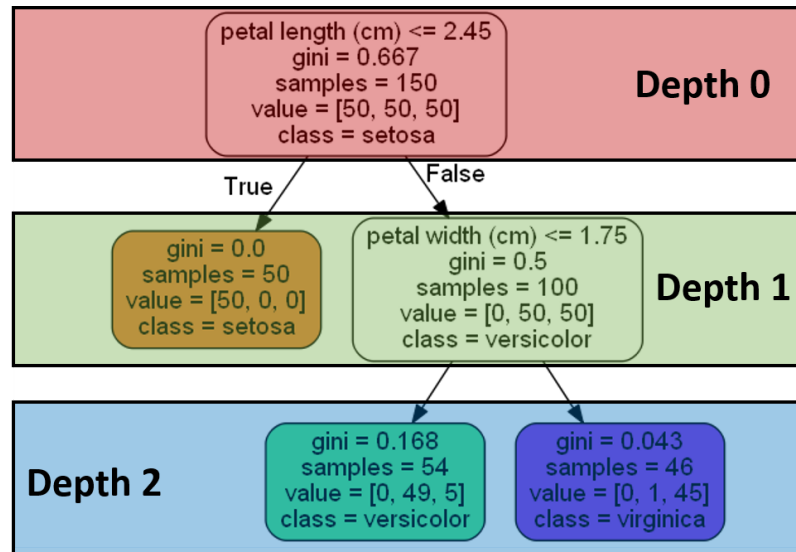 petal length (cm) <= 2.45
gini = 0.667
samples = 150
value = [50, 50, 50]
class = setosa
Depth 0
True
False
gini = 0.0
samples = 50
value = [50, 0, 0]
class = setosa
petal width (cm) <= 1.75
gini = 0.5
samples = 100
value = [0, 50, 50]
class = versicolor
Depth 1
Depth 2
gini = 0.168
samples = 54
value = [0, 49, 5]
class = versicolor
gini = 0.043
samples = 46
value = [0, 1, 45]
class = virginica